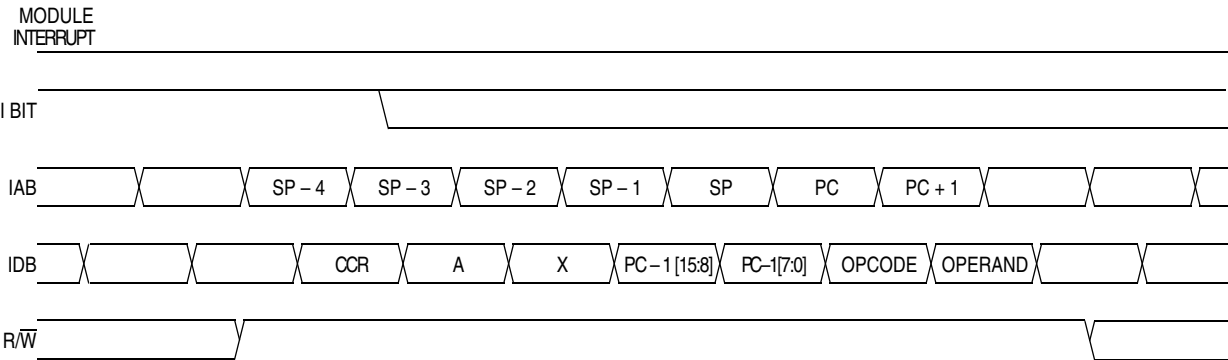 MODULE
INTERRUPT
I BIT
IAB SP – 4 SP – 3 SP – 2 SP – 1 SP PC PC + 1
IDB CCR A X PC – 1 [15:8] PC–1[7:0] OPCODE OPERAND
R/W̅